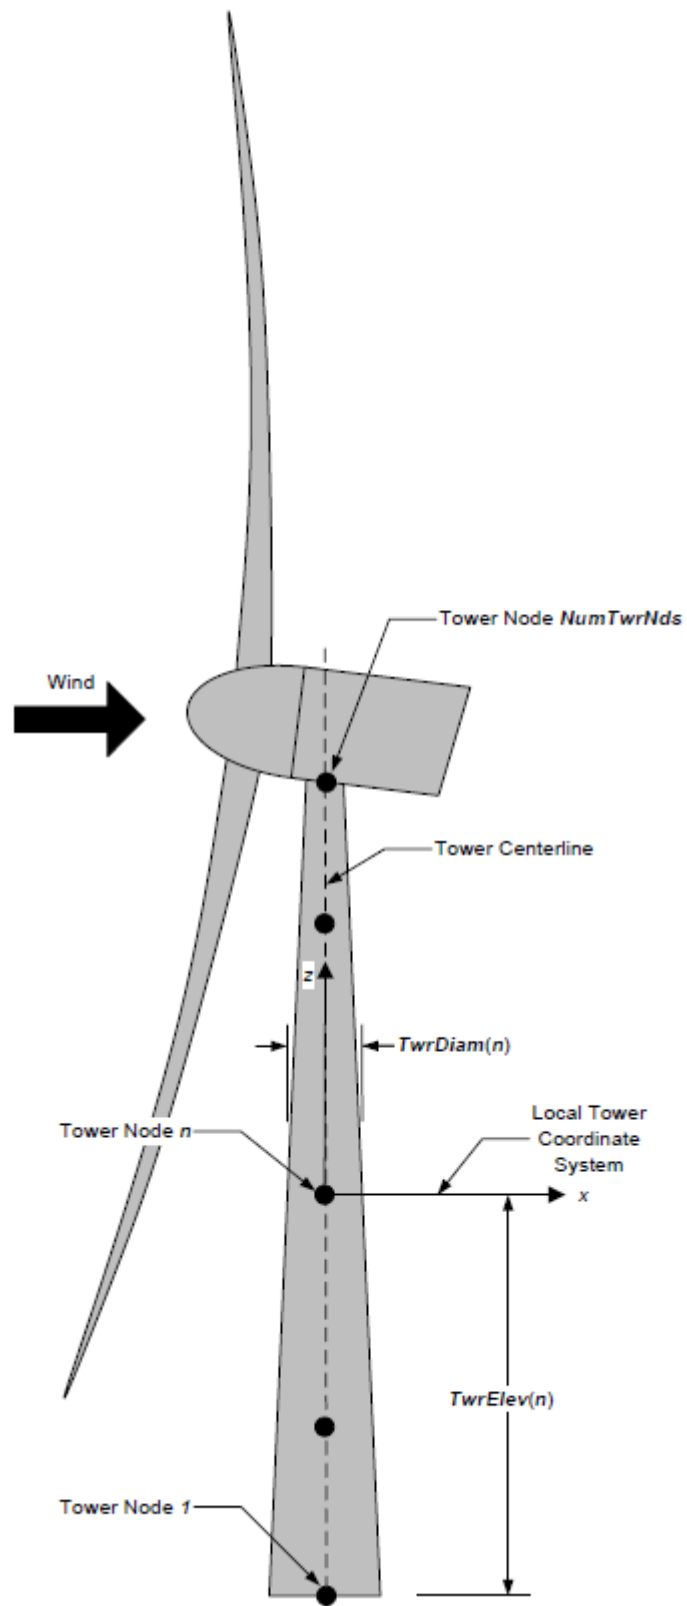 Tower Node NumTwrNds
Wind
Tower Centerline
z
TwrDiam(n)
Local Tower
Coordinate
System
Tower Node n
x
TwrElev(n)
Tower Node 1